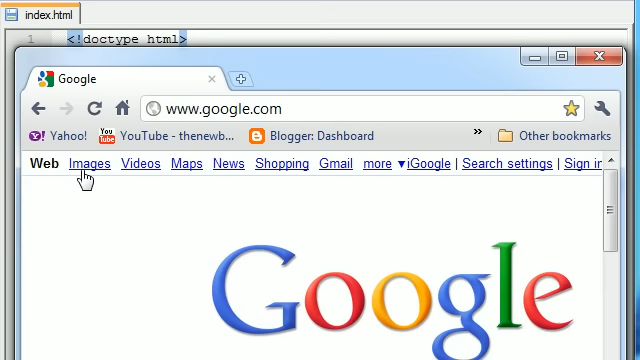 index.html
1 <!doctype html>
Google
www.google.com
Yahoo! YouTube - thenewb... Blogger: Dashboard » Other bookmarks
Web Images Videos Maps News Shopping Gmail more ▼ iGoogle | Search settings | Sign in
Google